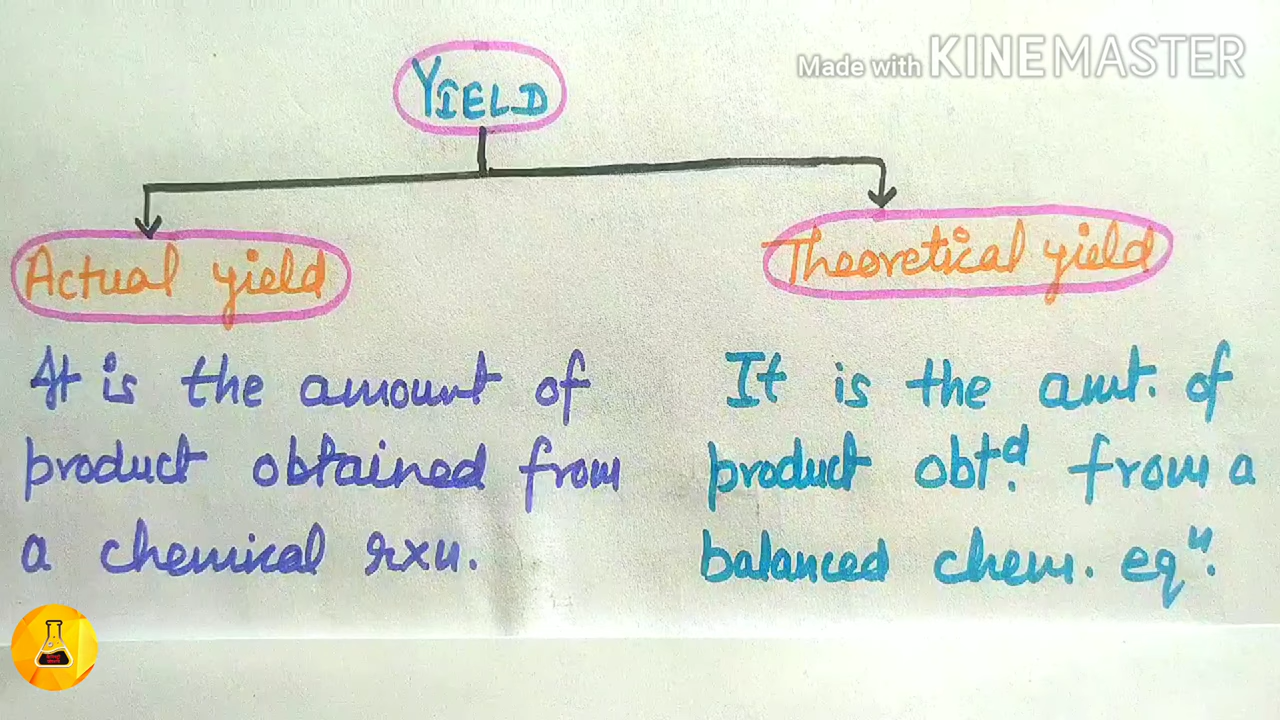 Made with KINEMASTER
YIELD
Actual yield
Theoretical yield
It is the amount of
product obtained from
a chemical rxn.
It is the amt. of
product obtᵈ. from a
balanced chem. eqⁿ.